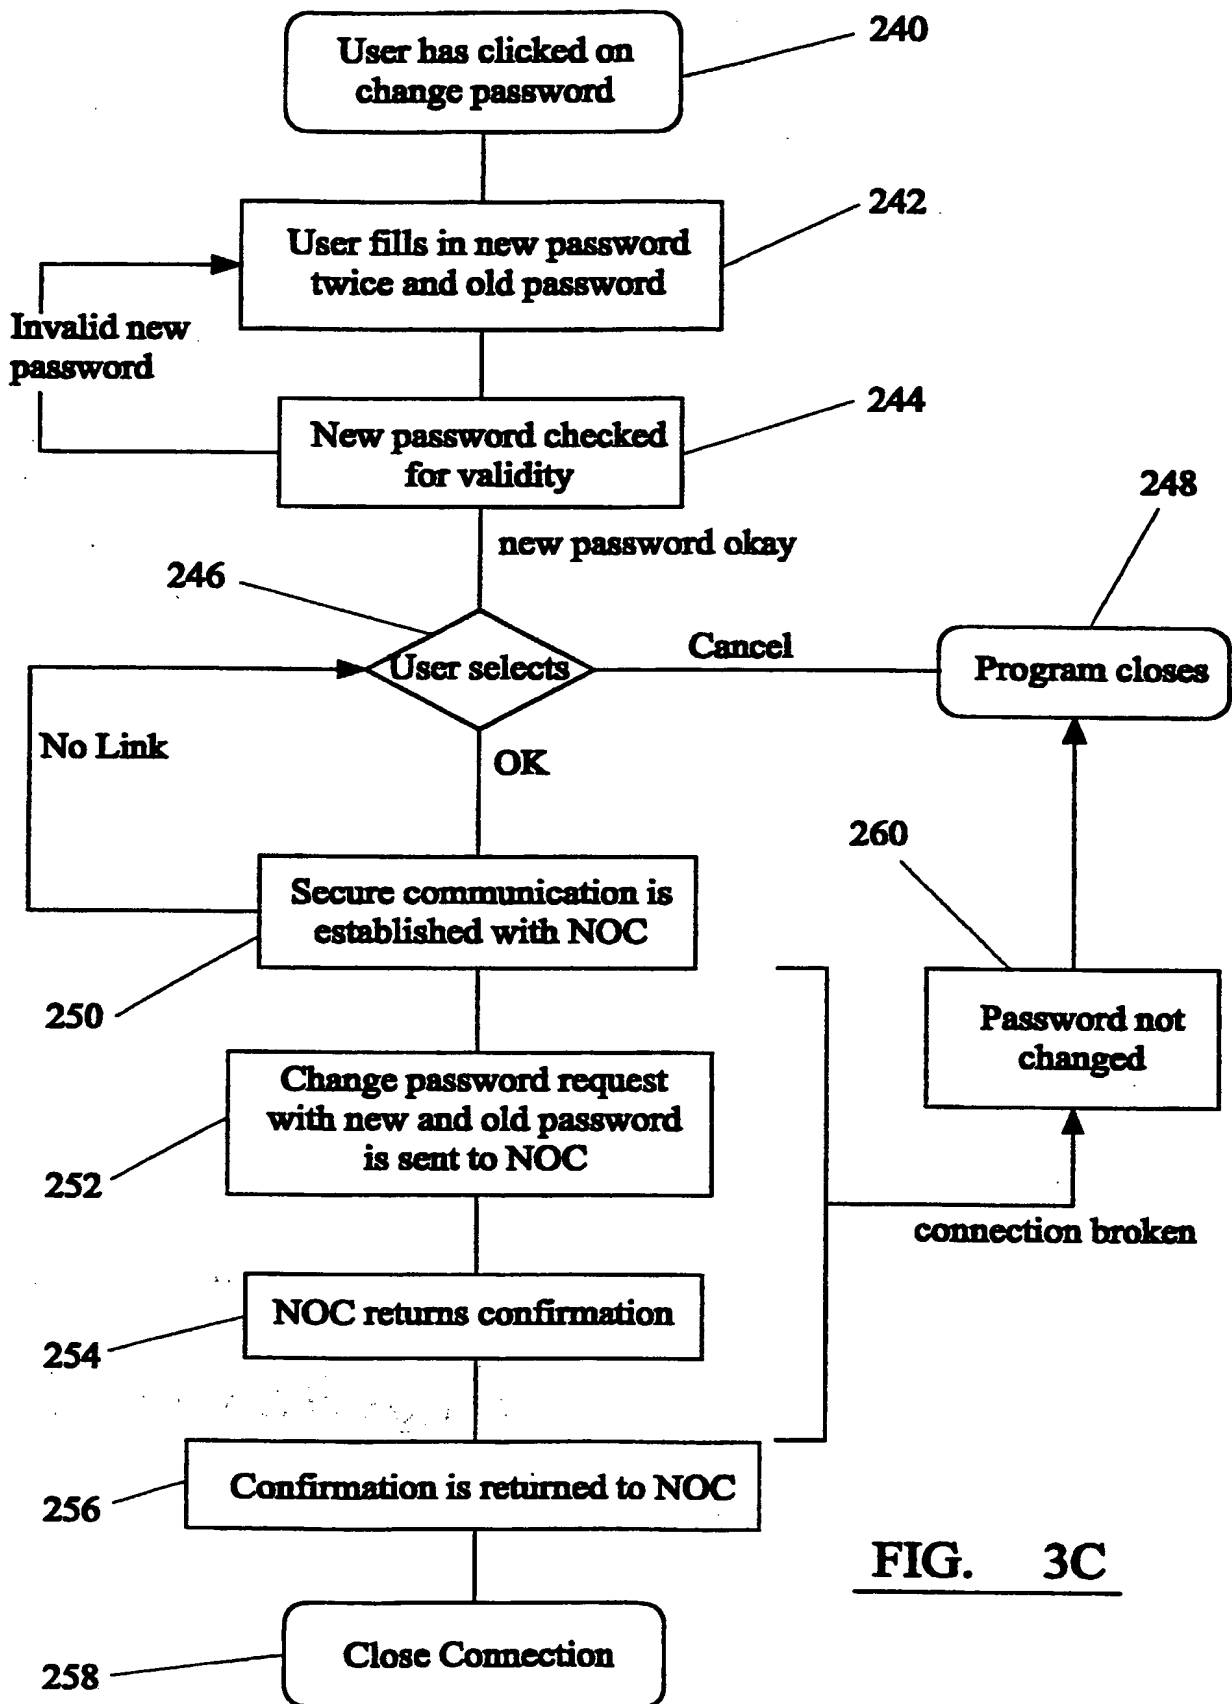 240
User has clicked on
change password
242
User fills in new password
twice and old password
Invalid new
password
244
New password checked
for validity
248
new password okay
246
Cancel
User selects
Program closes
No Link
OK
260
Secure communication is
established with NOC
250
Password not
changed
Change password request
with new and old password
is sent to NOC
252
connection broken
NOC returns confirmation
254
Confirmation is returned to NOC
256
FIG. 3C
Close Connection
258